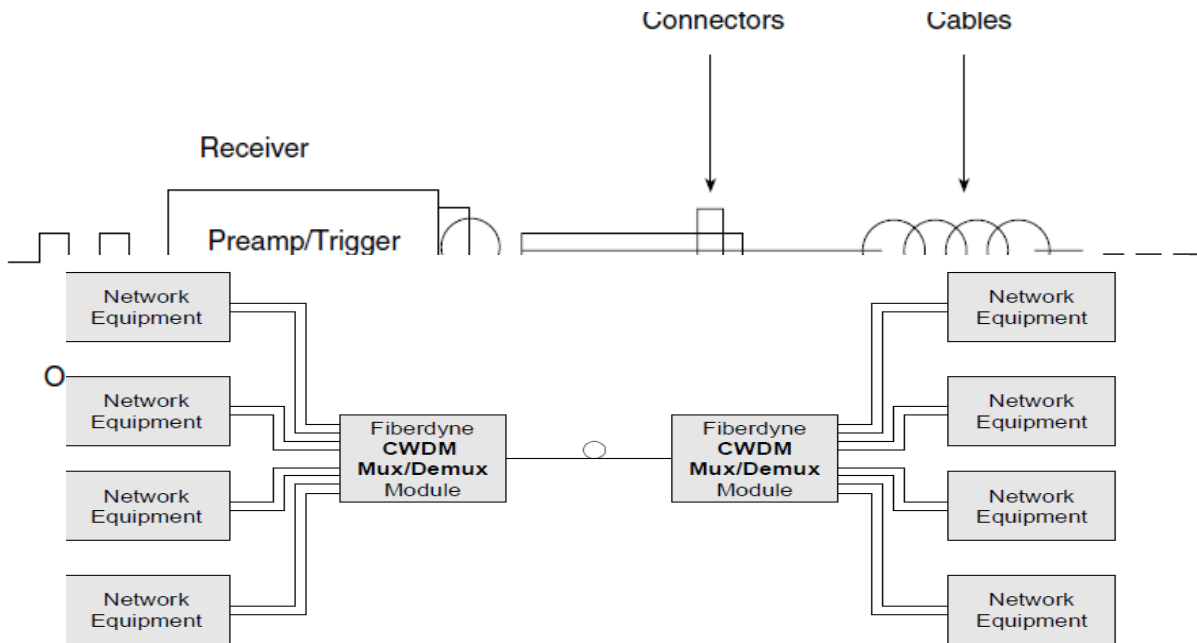 Connectors Cables
Receiver
Preamp/Trigger
Network
Equipment
Network
Equipment
O
Network
Equipment
Fiberdyne
CWDM
Mux/Demux
Module
Fiberdyne
CWDM
Mux/Demux
Module
Network
Equipment
Network
Equipment
Network
Equipment
Network
Equipment
Network
Equipment